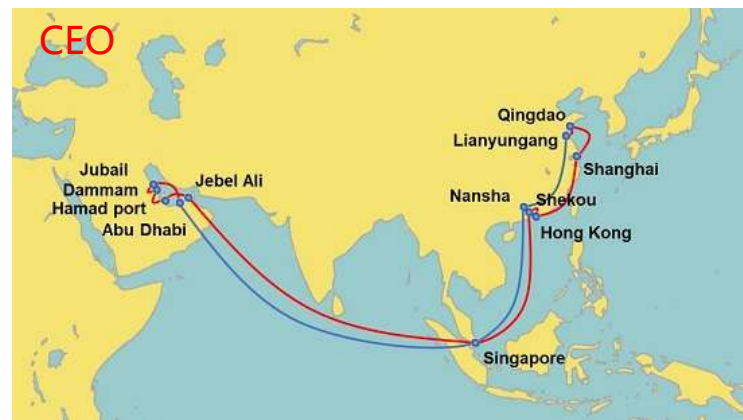 CEO
Qingdao
Lianyungang
Shanghai
Jubail
Dammam
Hamad port
Abu Dhabi
Jebel Ali
Nansha
Shekou
Hong Kong
Singapore